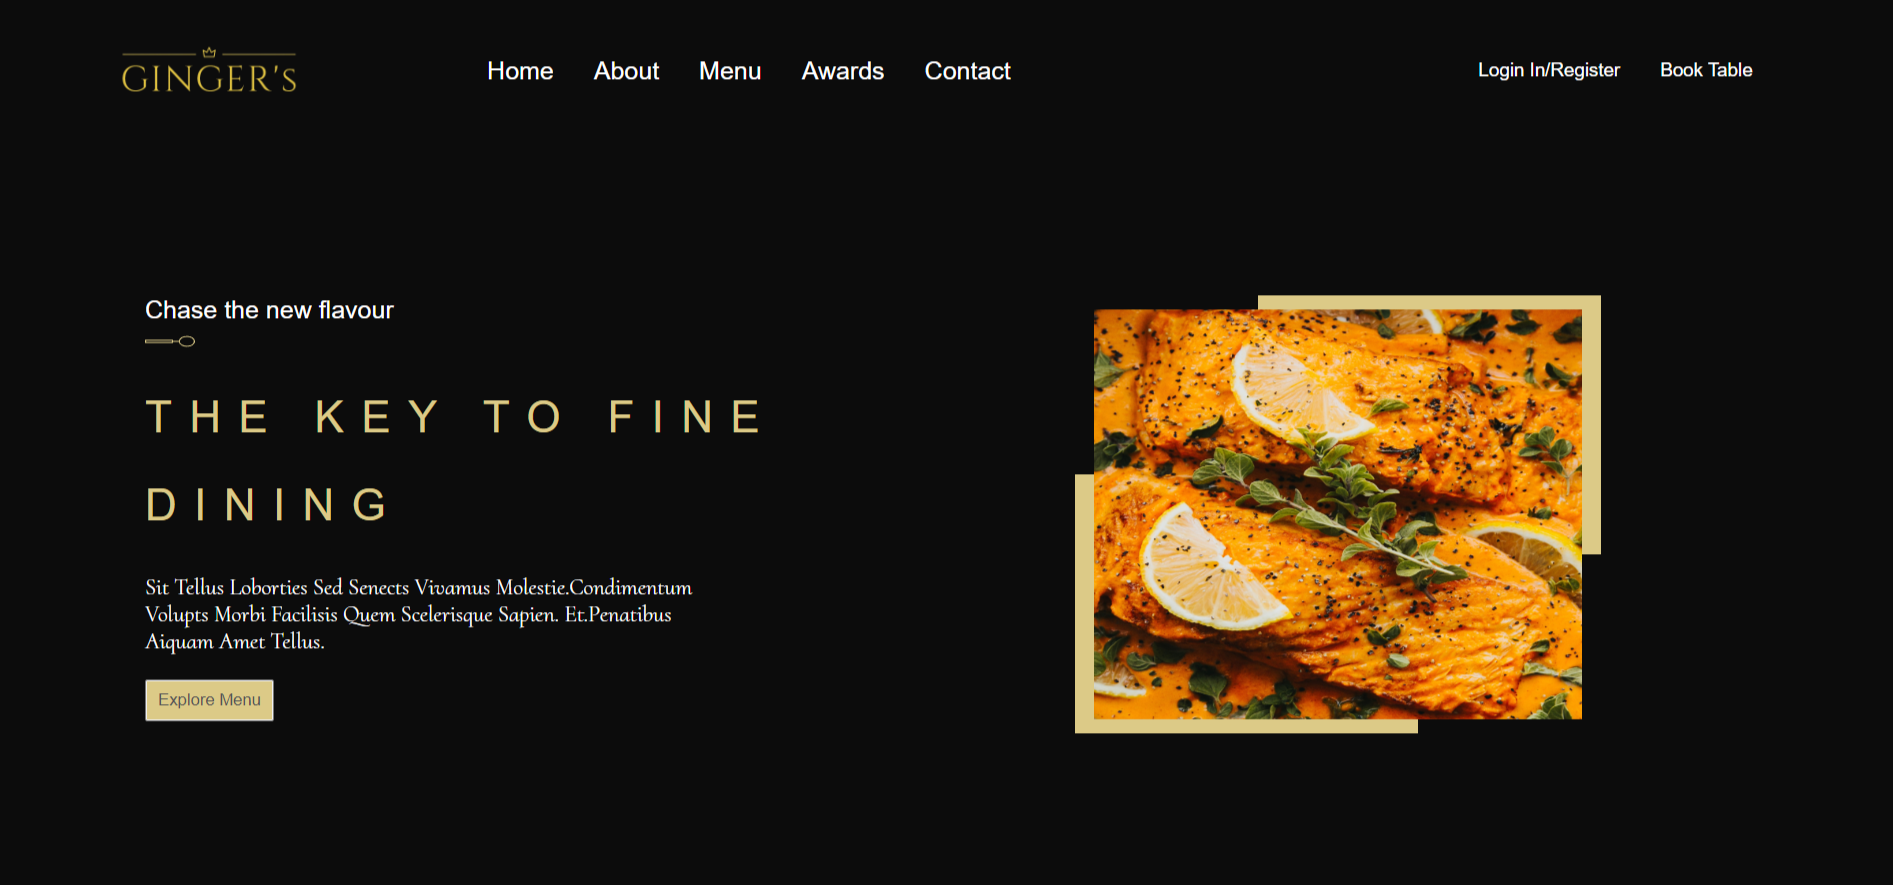 GINGER'S
Home About Menu Awards Contact
Login In/Register Book Table
Chase the new flavour
THE KEY TO FINE
DINING
Sit Tellus Loborties Sed Senects Vivamus Molestie.Condimentum
Volupts Morbi Facilisis Quem Scelerisque Sapien. Et.Penatibus
Aiquam Amet Tellus.
Explore Menu